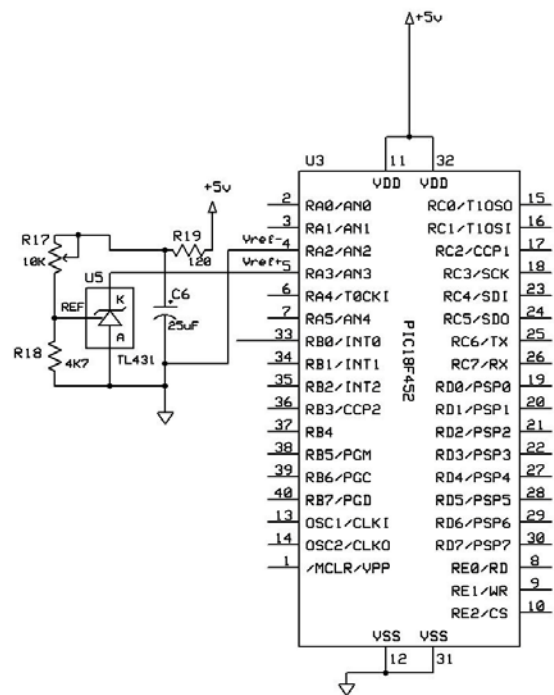 +5v
U3
11
32
VDD
VDD
2 RA0/AN0
3 RA1/AN1
4 RA2/AN2
5 RA3/AN3
6 RA4/T0CKI
7 RA5/AN4
33 RB0/INT0
34 RB1/INT1
35 RB2/INT2
36 RB3/CCP2
37 RB4
38 RB5/PGM
39 RB6/PGC
40 RB7/PGD
13 OSC1/CLKI
14 OSC2/CLKO
1 /MCLR/VPP
PIC18F452
RC0/T1OSO 15
RC1/T1OSI 16
RC2/CCP1 17
RC3/SCK 18
RC4/SDI 23
RC5/SDO 24
RC6/TX 25
RC7/RX 26
RD0/PSP0 19
RD1/PSP1 20
RD2/PSP2 21
RD3/PSP3 22
RD4/PSP4 27
RD5/PSP5 28
RD6/PSP6 29
RD7/PSP7 30
RE0/RD 8
RE1/WR 9
RE2/CS 10
VSS
VSS
12
31
+5v
R17
10K
R19
120
Vref-
Vref+
U5
K
REF
A
TL431
C6
+
25uF
R18
4K7